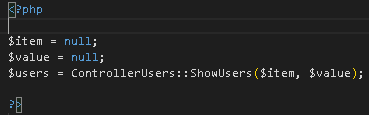 <?php
$item = null;
$value = null;
$users = ControllerUsers::ShowUsers($item, $value);
?>